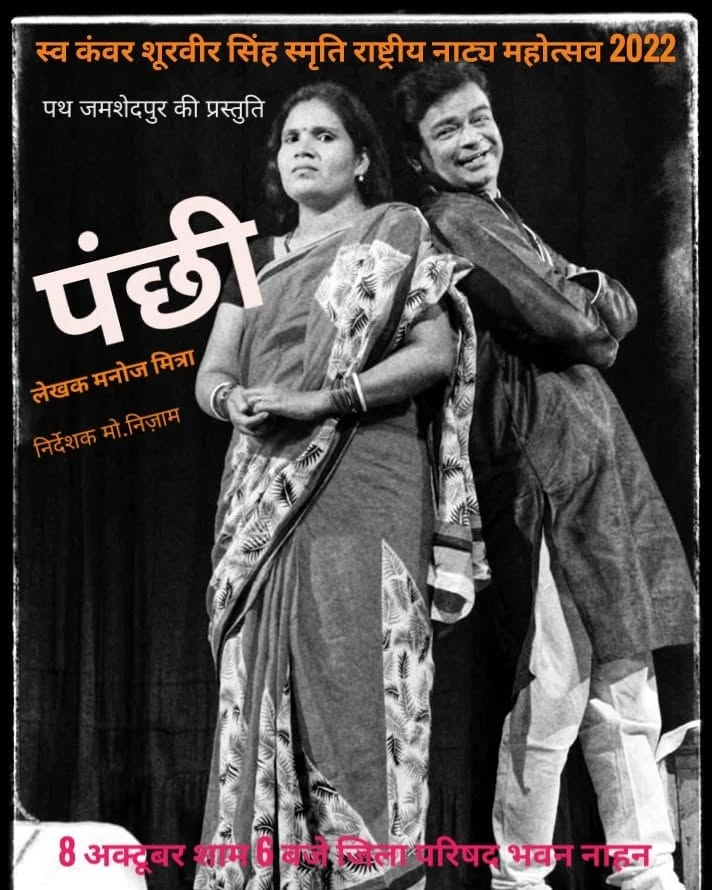 स्व कंवर शूरवीर सिंह स्मृति राष्ट्रीय नाट्य महोत्सव 2022
पथ जमशेदपुर की प्रस्तुति
पंछी
लेखक मनोज मित्रा
निर्देशक मो.निज़ाम
8 अक्टूबर शाम 6 बजे जिला परिषद भवन नाहन